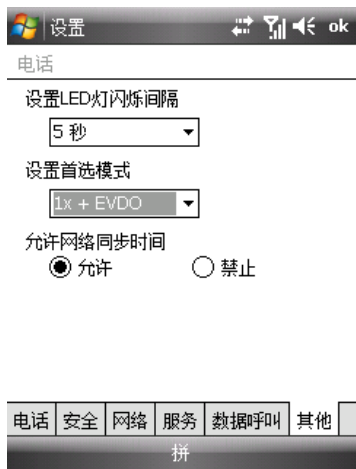 设置 ok
电话
设置LED灯闪烁间隔
5 秒
设置首选模式
1x + EVDO
允许网络同步时间
允许 禁止
电话 安全 网络 服务 数据呼叫 其他
拼